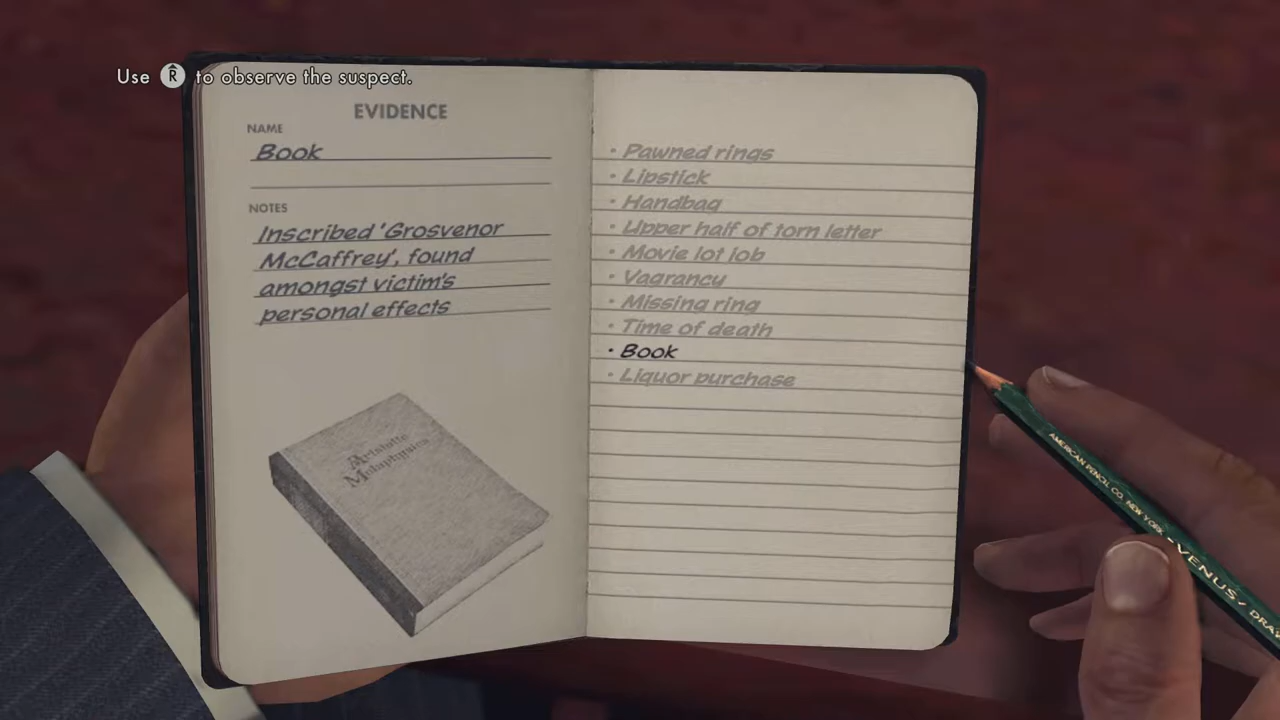 Use R to observe the suspect.
EVIDENCE
NAME
Book
NOTES
Inscribed 'Grosvenor
McCaffrey', found
amongst victim's
personal effects
Aristotle
Metaphysics
• Pawned rings
• Lipstick
• Handbag
• Upper half of torn letter
• Movie lot job
• Vagrancy
• Missing ring
• Time of death
• Book
• Liquor purchase
AMERICAN PENCIL CO. NEW YORK
VENUS